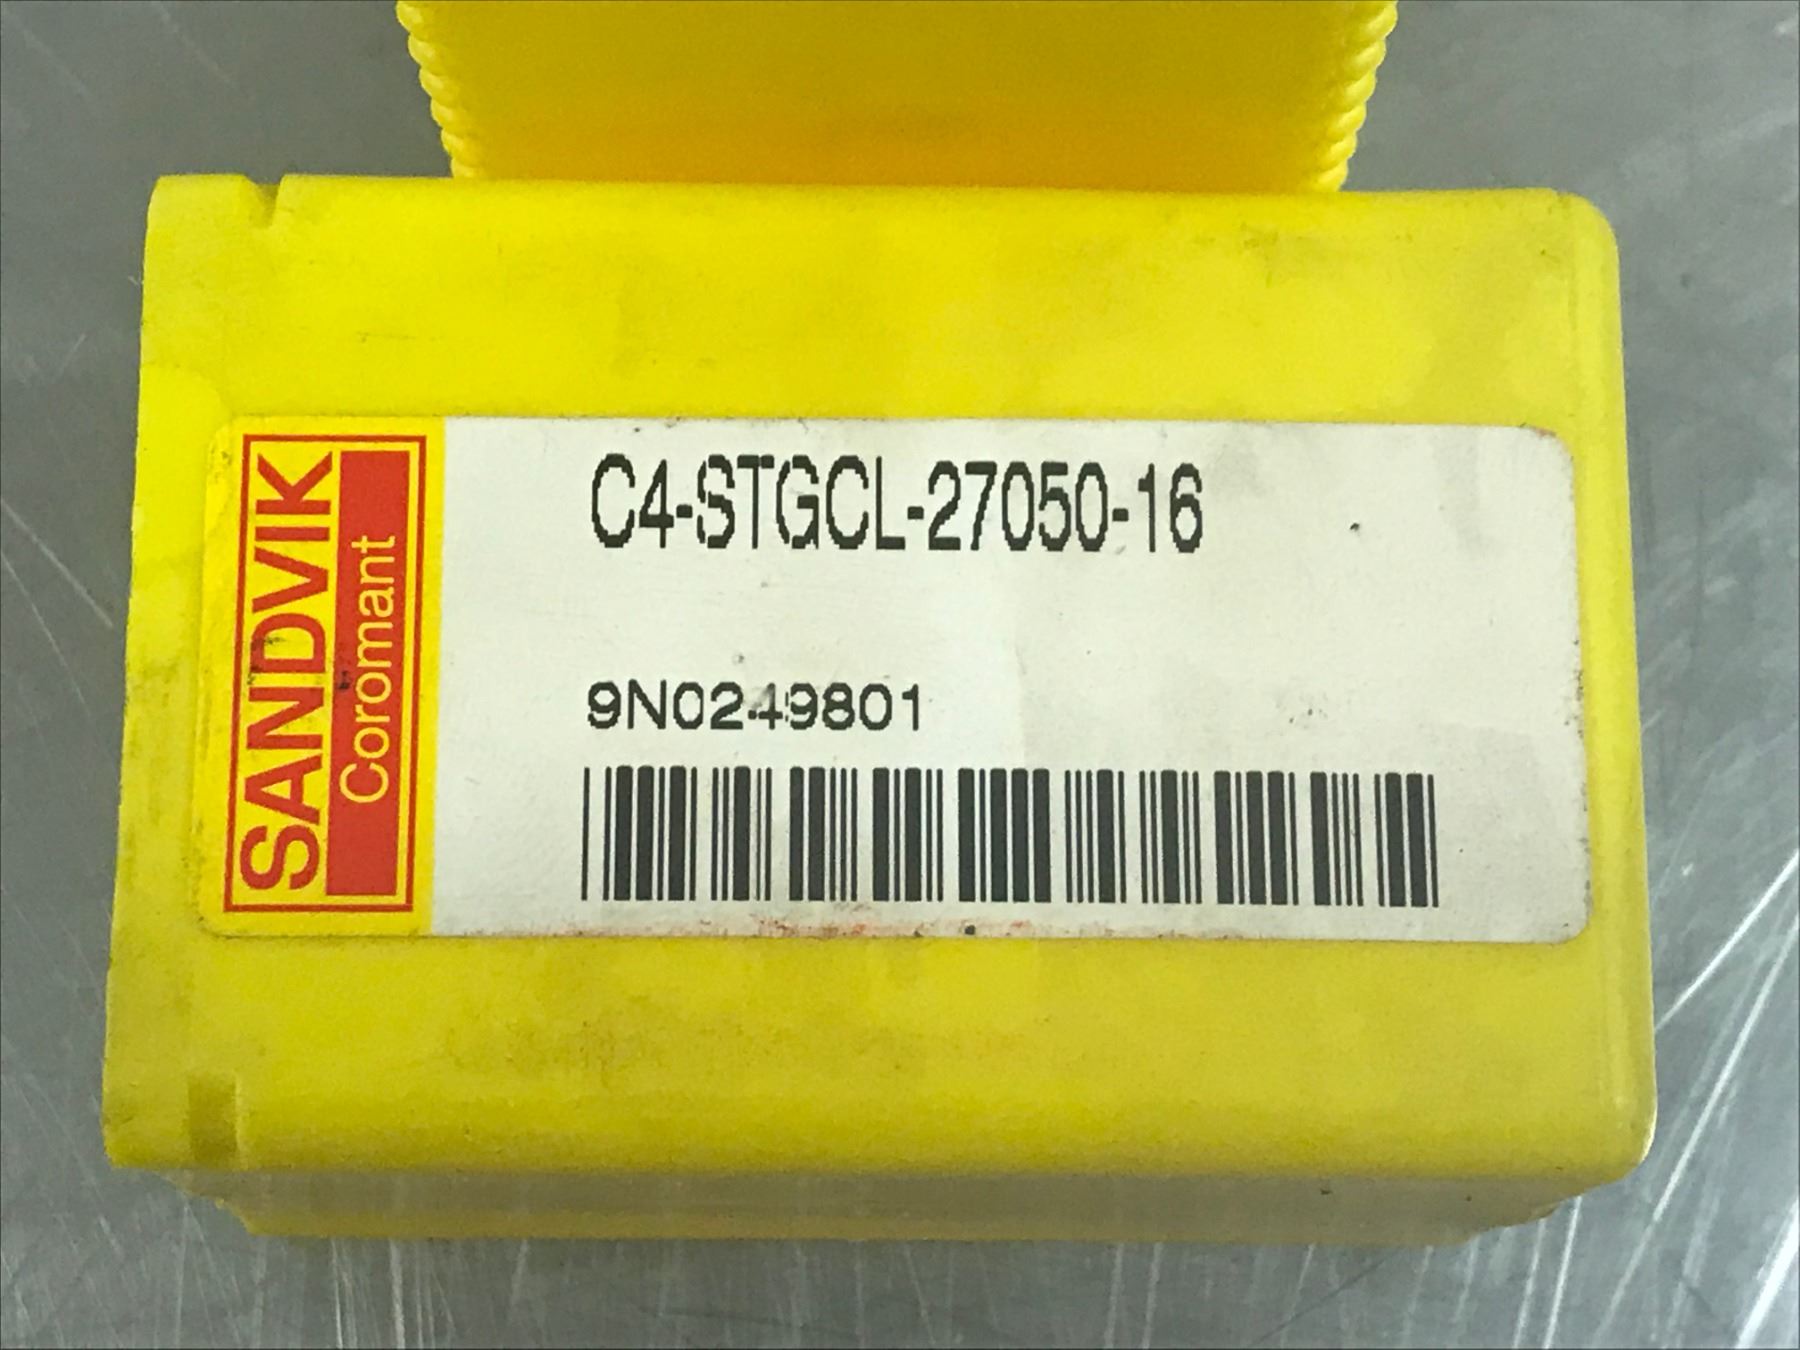 SANDVIK
Coromant
C4-STGCL-27050-16
9N0249801